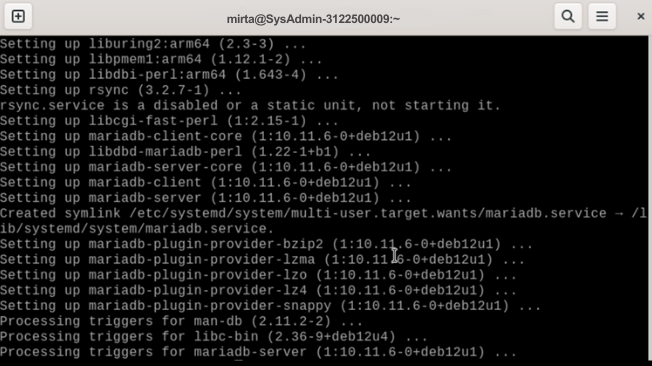 mirta@SysAdmin-3122500009:~
Setting up liburing2:arm64 (2.3-3) ...
Setting up libpmem1:arm64 (1.12.1-2) ...
Setting up libdbi-perl:arm64 (1.643-4) ...
Setting up rsync (3.2.7-1) ...
rsync.service is a disabled or a static unit, not starting it.
Setting up libcgi-fast-perl (1:2.15-1) ...
Setting up mariadb-client-core (1:10.11.6-0+deb12u1) ...
Setting up libdbd-mariadb-perl (1.22-1+b1) ...
Setting up mariadb-server-core (1:10.11.6-0+deb12u1) ...
Setting up mariadb-client (1:10.11.6-0+deb12u1) ...
Setting up mariadb-server (1:10.11.6-0+deb12u1) ...
Created symlink /etc/systemd/system/multi-user.target.wants/mariadb.service → /l
ib/systemd/system/mariadb.service.
Setting up mariadb-plugin-provider-bzip2 (1:10.11.6-0+deb12u1) ...
Setting up mariadb-plugin-provider-lzma (1:10.11.6-0+deb12u1) ...
Setting up mariadb-plugin-provider-lzo (1:10.11.6-0+deb12u1) ...
Setting up mariadb-plugin-provider-lz4 (1:10.11.6-0+deb12u1) ...
Setting up mariadb-plugin-provider-snappy (1:10.11.6-0+deb12u1) ...
Processing triggers for man-db (2.11.2-2) ...
Processing triggers for libc-bin (2.36-9+deb12u4) ...
Processing triggers for mariadb-server (1:10.11.6-0+deb12u1) ...